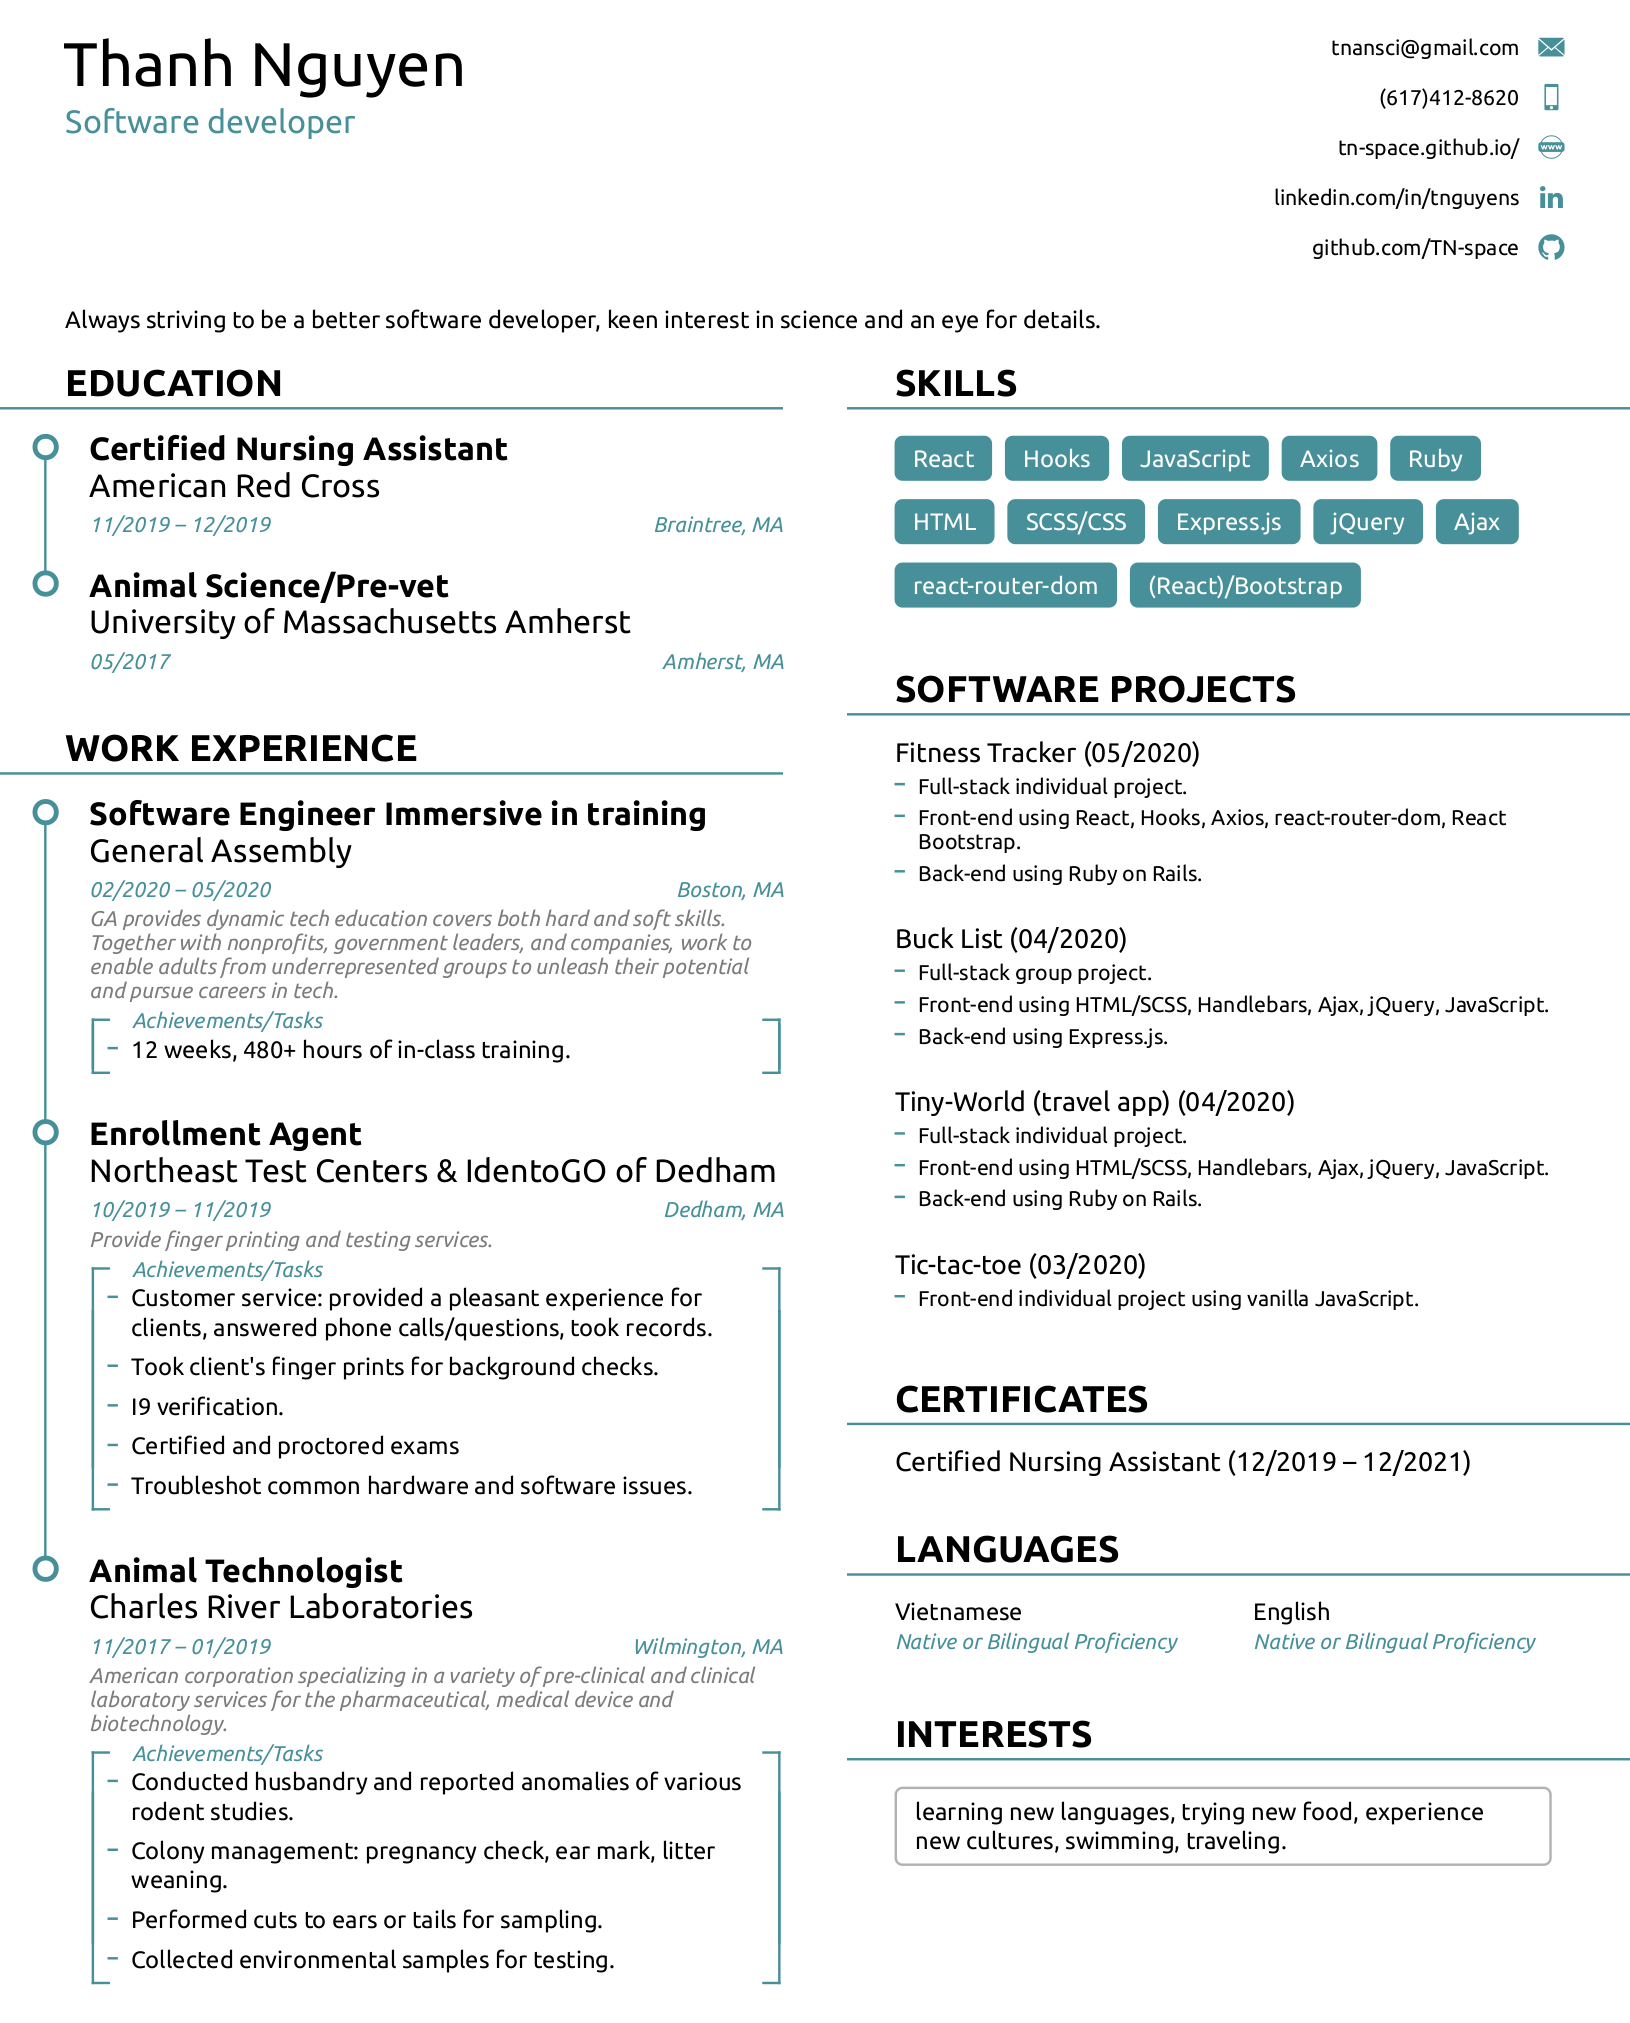 Thanh Nguyen
Software developer
tnansci@gmail.com
(617)412-8620
tn-space.github.io/
linkedin.com/in/tnguyens
github.com/TN-space
Always striving to be a better software developer, keen interest in science and an eye for details.
EDUCATION
Certified Nursing Assistant
American Red Cross
11/2019 – 12/2019 Braintree, MA
Animal Science/Pre-vet
University of Massachusetts Amherst
05/2017 Amherst, MA
WORK EXPERIENCE
Software Engineer Immersive in training
General Assembly
02/2020 – 05/2020 Boston, MA
GA provides dynamic tech education covers both hard and soft skills.
Together with nonprofits, government leaders, and companies, work to
enable adults from underrepresented groups to unleash their potential
and pursue careers in tech.
Achievements/Tasks
– 12 weeks, 480+ hours of in-class training.
Enrollment Agent
Northeast Test Centers & IdentoGO of Dedham
10/2019 – 11/2019 Dedham, MA
Provide finger printing and testing services.
Achievements/Tasks
– Customer service: provided a pleasant experience for
clients, answered phone calls/questions, took records.
– Took client's finger prints for background checks.
– I9 verification.
– Certified and proctored exams
– Troubleshot common hardware and software issues.
Animal Technologist
Charles River Laboratories
11/2017 – 01/2019 Wilmington, MA
American corporation specializing in a variety of pre-clinical and clinical
laboratory services for the pharmaceutical, medical device and
biotechnology.
Achievements/Tasks
– Conducted husbandry and reported anomalies of various
rodent studies.
– Colony management: pregnancy check, ear mark, litter
weaning.
– Performed cuts to ears or tails for sampling.
– Collected environmental samples for testing.
SKILLS
React Hooks JavaScript Axios Ruby
HTML SCSS/CSS Express.js jQuery Ajax
react-router-dom (React)/Bootstrap
SOFTWARE PROJECTS
Fitness Tracker (05/2020)
– Full-stack individual project.
– Front-end using React, Hooks, Axios, react-router-dom, React
Bootstrap.
– Back-end using Ruby on Rails.
Buck List (04/2020)
– Full-stack group project.
– Front-end using HTML/SCSS, Handlebars, Ajax, jQuery, JavaScript.
– Back-end using Express.js.
Tiny-World (travel app) (04/2020)
– Full-stack individual project.
– Front-end using HTML/SCSS, Handlebars, Ajax, jQuery, JavaScript.
– Back-end using Ruby on Rails.
Tic-tac-toe (03/2020)
– Front-end individual project using vanilla JavaScript.
CERTIFICATES
Certified Nursing Assistant (12/2019 – 12/2021)
LANGUAGES
Vietnamese English
Native or Bilingual Proficiency Native or Bilingual Proficiency
INTERESTS
learning new languages, trying new food, experience
new cultures, swimming, traveling.